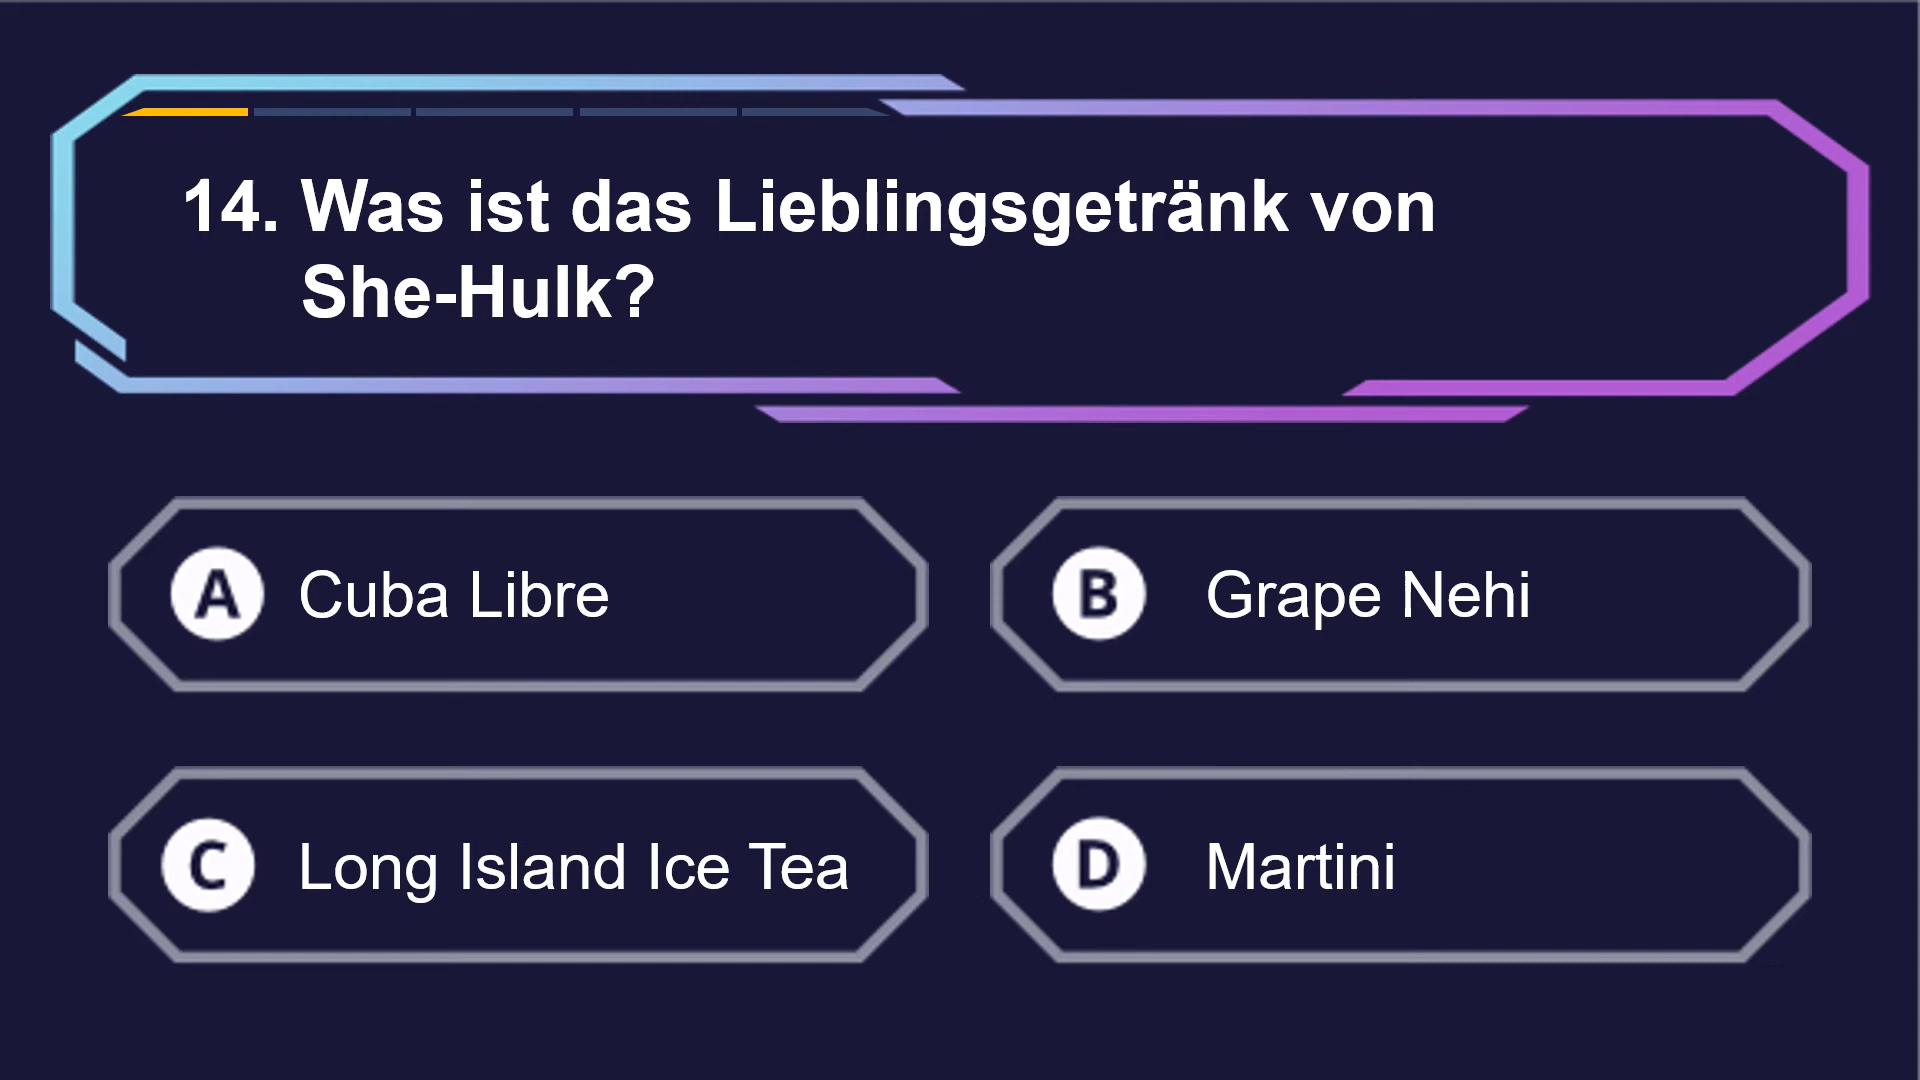 14. Was ist das Lieblingsgetränk von
She-Hulk?
A Cuba Libre
B Grape Nehi
C Long Island Ice Tea
D Martini